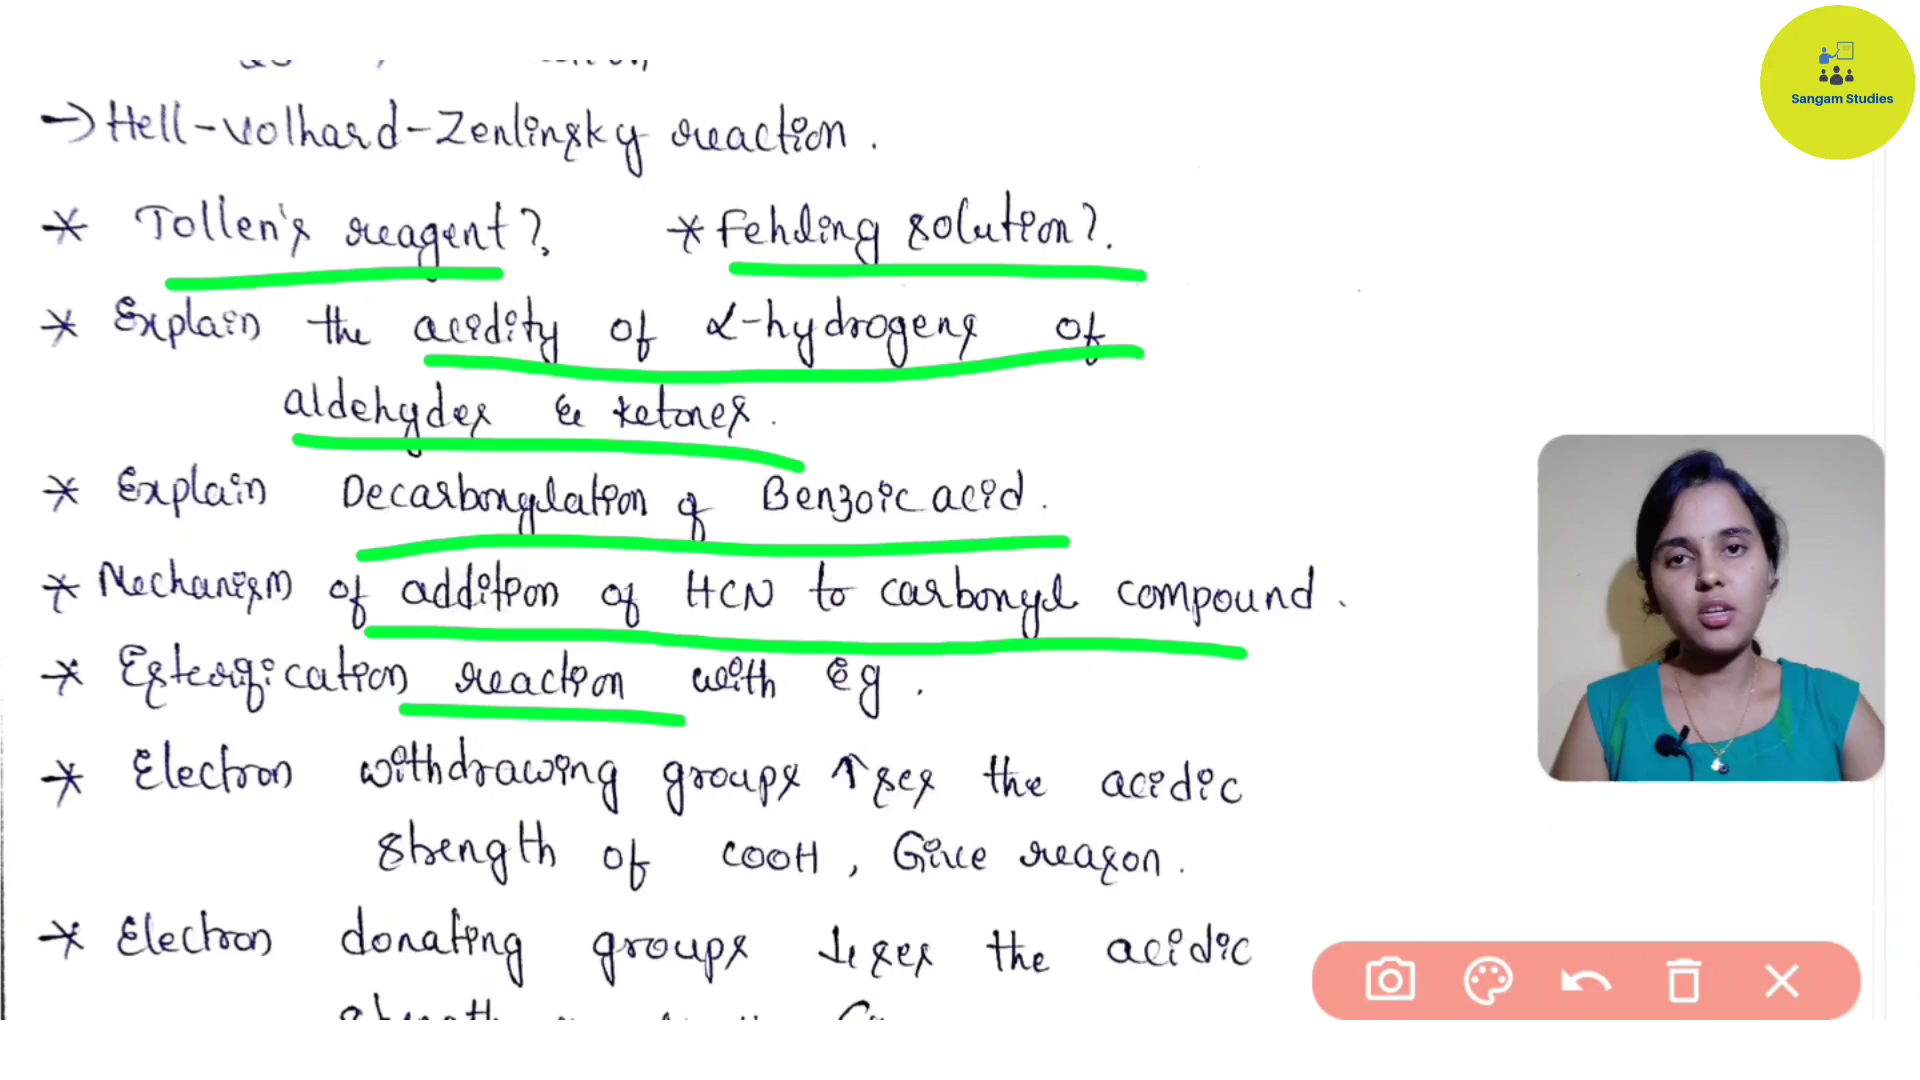 → Hell-Volhard-Zenlinsky reaction.
Sangam Studies
* Tollen's reagent?. * Fehling solution?.
* Explain the acidity of α-hydrogens of
aldehydes & ketones.
* Explain Decarbonylation of Benzoic acid.
* Mechanism of addition of HCN to carbonyl compound.
* Esterification reaction with Eg.
* Electron withdrawing groups ↑ses the acidic
strength of COOH, Give reason.
* Electron donating groups ↓ses the acidic